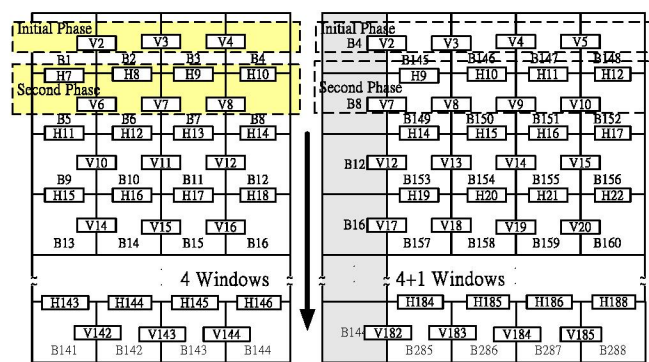 Initial Phase
V2 V3 V4
B1 B2 B3 B4
H7 H8 H9 H10
Second Phase
V6 V7 V8
B5 B6 B7 B8
H11 H12 H13 H14
V10 V11 V12
B9 B10 B11 B12
H15 H16 H17 H18
V14 V15 V16
B13 B14 B15 B16
4 Windows
H143 H144 H145 H146
V142 V143 V144
B141 B142 B143 B144
Initial Phase
B4 V2 V3 V4 V5
B145 B146 B147 B148
H9 H10 H11 H12
Second Phase
B8 V7 V8 V9 V10
B149 B150 B151 B152
H14 H15 H16 H17
B12 V12 V13 V14 V15
B153 B154 B155 B156
H19 H20 H21 H22
B16 V17 V18 V19 V20
B157 B158 B159 B160
4+1 Windows
H184 H185 H186 H188
B144 V182 V183 V184 V185
B285 B286 B287 B288